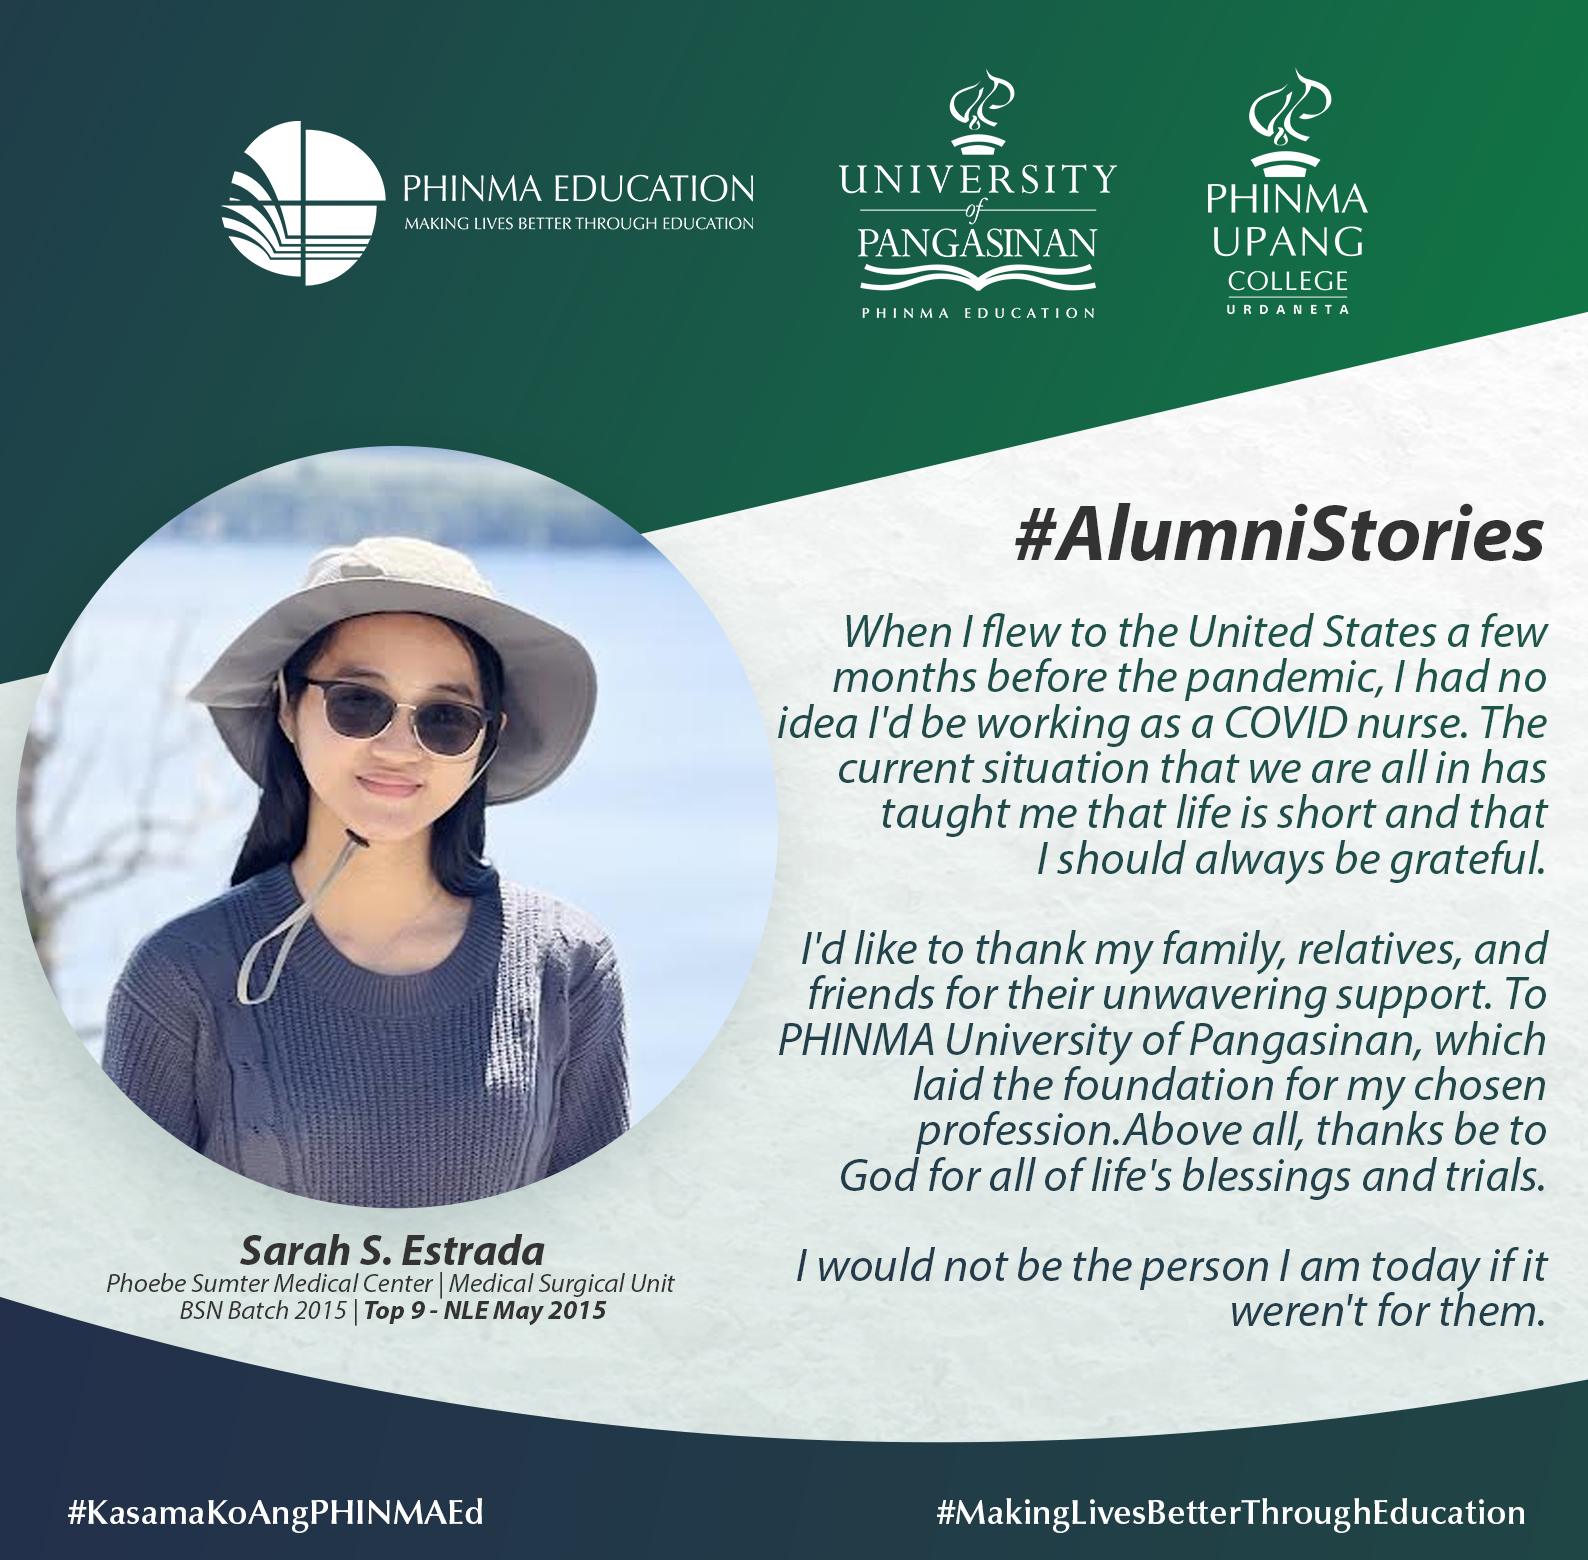 PHINMA EDUCATION
MAKING LIVES BETTER THROUGH EDUCATION
UNIVERSITY
of
PANGASINAN
PHINMA EDUCATION
PHINMA
UPANG
COLLEGE
URDANETA
#AlumniStories
When I flew to the United States a few
months before the pandemic, I had no
idea I'd be working as a COVID nurse. The
current situation that we are all in has
taught me that life is short and that
I should always be grateful.
I'd like to thank my family, relatives, and
friends for their unwavering support. To
PHINMA University of Pangasinan, which
laid the foundation for my chosen
profession.Above all, thanks be to
God for all of life's blessings and trials.
I would not be the person I am today if it
weren't for them.
Sarah S. Estrada
Phoebe Sumter Medical Center | Medical Surgical Unit
BSN Batch 2015 | Top 9 - NLE May 2015
#KasamaKoAngPHINMAEd
#MakingLivesBetterThroughEducation